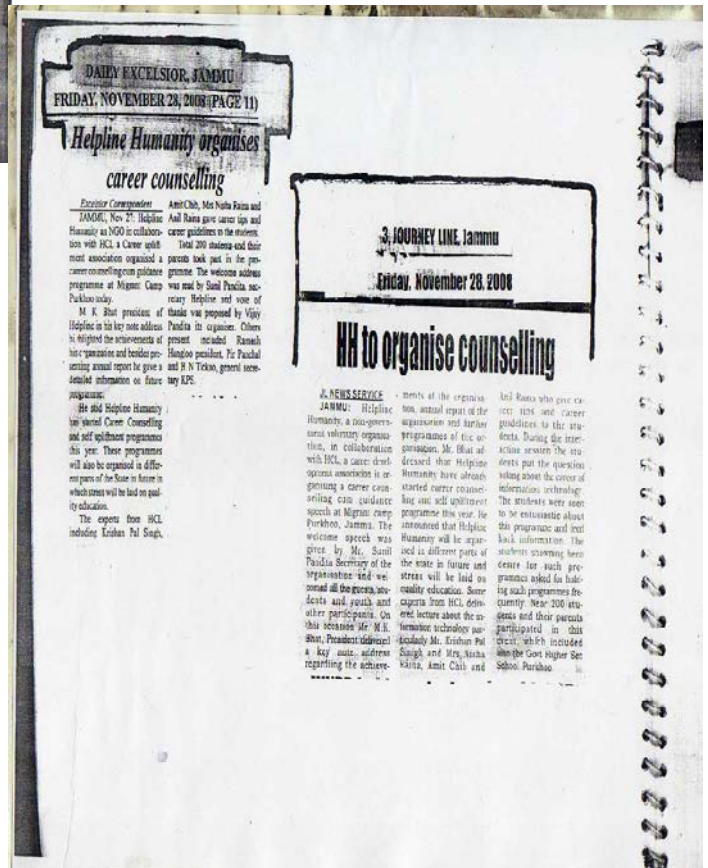 DAILY EXCELSIOR, JAMMU
FRIDAY, NOVEMBER 28, 2008 (PAGE 11)
Helpline Humanity organises
career counselling
Excelsior Correspondent
JAMMU, Nov 27: Helpline
Humanity an NGO in collabora-
tion with HCL a Career uplift-
ment association organised a
career counselling cum guidance
programme at Migrant Camp
Purkhoo today.
M K Bhat president of
Helpline in his key note address
highlighted the achievements of
his organisation and besides pre-
senting annual report he gave a
detailed information on future
programme.
He said Helpline Humanity
has started Career Counselling
and self upliftment programmes
this year. These programmes
will also be organised in differ-
ent parts of the State in future in
which stress will be laid on qual-
ity education.
The experts from HCL
including Krishan Pal Singh,
Amit Chib, Mrs Nisha Raina and
Anil Raina gave career tips and
career guidelines to the students.
Total 200 students and their
parents took part in the pro-
gramme. The welcome address
was read by Sunil Pandita, sec-
retary Helpline and vote of
thanks was proposed by Vijay
Pandita its organiser. Others
present included Ramesh
Hangloo president, Pir Panchal
and H N Tickoo, general secre-
tary KPS.
3, JOURNEY LINE, Jammu
Friday, November 28, 2008
HH to organise counselling
JL NEWS SERVICE
JAMMU: Helpline
Humanity, a non-govern-
ment voluntary organisa-
tion, in collaboration
with HCL, a career devel-
opment association is or-
ganising a career coun-
selling cum guidance
speech at Migrant camp
Purkhoo, Jammu. The
welcome speech was
given by Mr. Sunil
Pandita Secretary of the
organisation and wel-
comed all the guests, stu-
dents and youth and
other participants. On
this occasion Mr. M.K.
Bhat, President delivered
a key note address
regarding the achieve-
ments of the organisa-
tion, annual report of the
organisation and further
programmes of the or-
ganisation. Mr. Bhat ad-
dressed that Helpline
Humanity have already
started career counsel-
ling and self upliftment
programme this year. He
announced that Helpline
Humanity will be organ-
ised in different parts of
the state in future and
stress will be laid on
quality education. Some
experts from HCL deliv-
ered lecture about the in-
formation technology par-
ticularly Mr. Krishan Pal
Singh and Mrs. Nisha
Raina, Amit Chib and
Anil Raina who give ca-
reer tips and career
guidelines to the stu-
dents. During the inter-
action session the stu-
dents put the question
asking about the career of
information technology.
The students were seen
to be entusiastic about
this programme and feed
back information. The
students showing keen
desire for such pro-
grammes asked for hold-
ing such programmes fre-
quently. Near 200 stu-
dents and their parents
participated in this
event, which included
also the Govt Higher Sec
School Purkhoo.